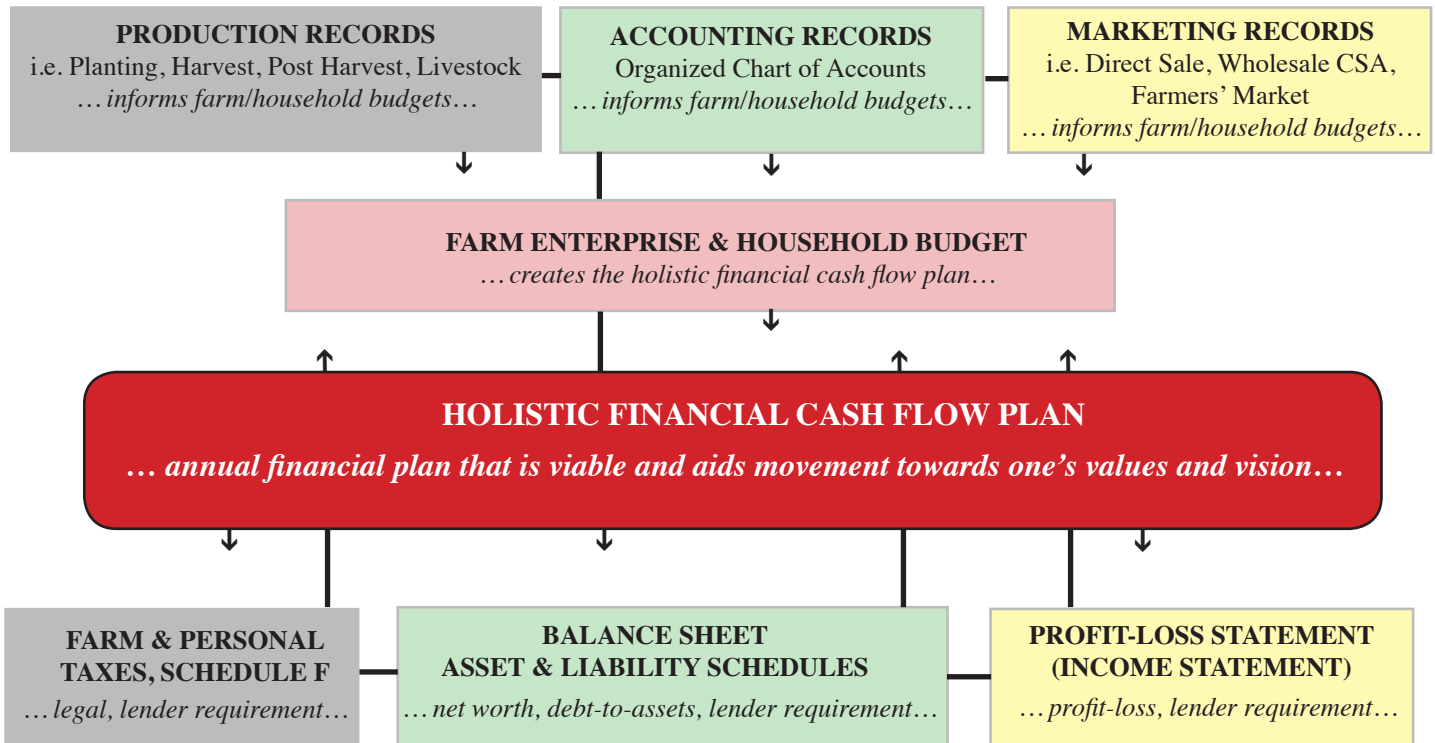 PRODUCTION RECORDS
i.e. Planting, Harvest, Post Harvest, Livestock
… informs farm/household budgets…
ACCOUNTING RECORDS
Organized Chart of Accounts
… informs farm/household budgets…
MARKETING RECORDS
i.e. Direct Sale, Wholesale CSA,
Farmers’ Market
… informs farm/household budgets…
FARM ENTERPRISE & HOUSEHOLD BUDGET
… creates the holistic financial cash flow plan…
HOLISTIC FINANCIAL CASH FLOW PLAN
… annual financial plan that is viable and aids movement towards one’s values and vision…
FARM & PERSONAL
TAXES, SCHEDULE F
… legal, lender requirement…
BALANCE SHEET
ASSET & LIABILITY SCHEDULES
… net worth, debt-to-assets, lender requirement…
PROFIT-LOSS STATEMENT
(INCOME STATEMENT)
… profit-loss, lender requirement…